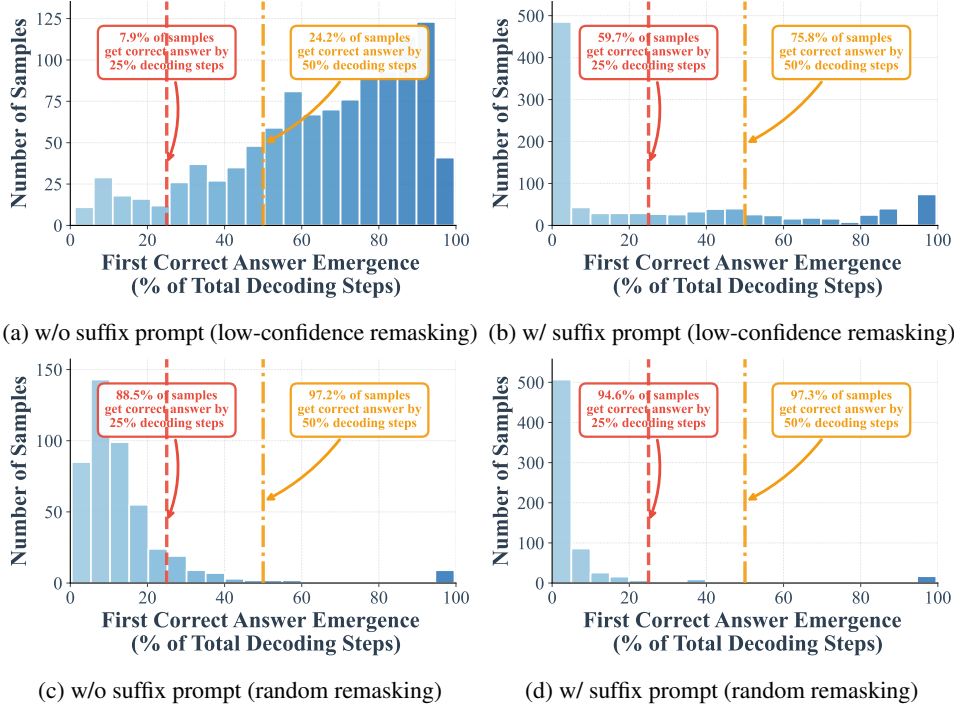 125
100
75
50
25
0
Number of Samples
7.9% of samples
get correct answer by
25% decoding steps
24.2% of samples
get correct answer by
50% decoding steps
0 20 40 60 80 100
First Correct Answer Emergence
(% of Total Decoding Steps)
(a) w/o suffix prompt (low-confidence remasking)
500
400
300
200
100
0
Number of Samples
59.7% of samples
get correct answer by
25% decoding steps
75.8% of samples
get correct answer by
50% decoding steps
0 20 40 60 80 100
First Correct Answer Emergence
(% of Total Decoding Steps)
(b) w/ suffix prompt (low-confidence remasking)
150
100
50
0
Number of Samples
88.5% of samples
get correct answer by
25% decoding steps
97.2% of samples
get correct answer by
50% decoding steps
0 20 40 60 80 100
First Correct Answer Emergence
(% of Total Decoding Steps)
(c) w/o suffix prompt (random remasking)
500
400
300
200
100
0
Number of Samples
94.6% of samples
get correct answer by
25% decoding steps
97.3% of samples
get correct answer by
50% decoding steps
0 20 40 60 80 100
First Correct Answer Emergence
(% of Total Decoding Steps)
(d) w/ suffix prompt (random remasking)